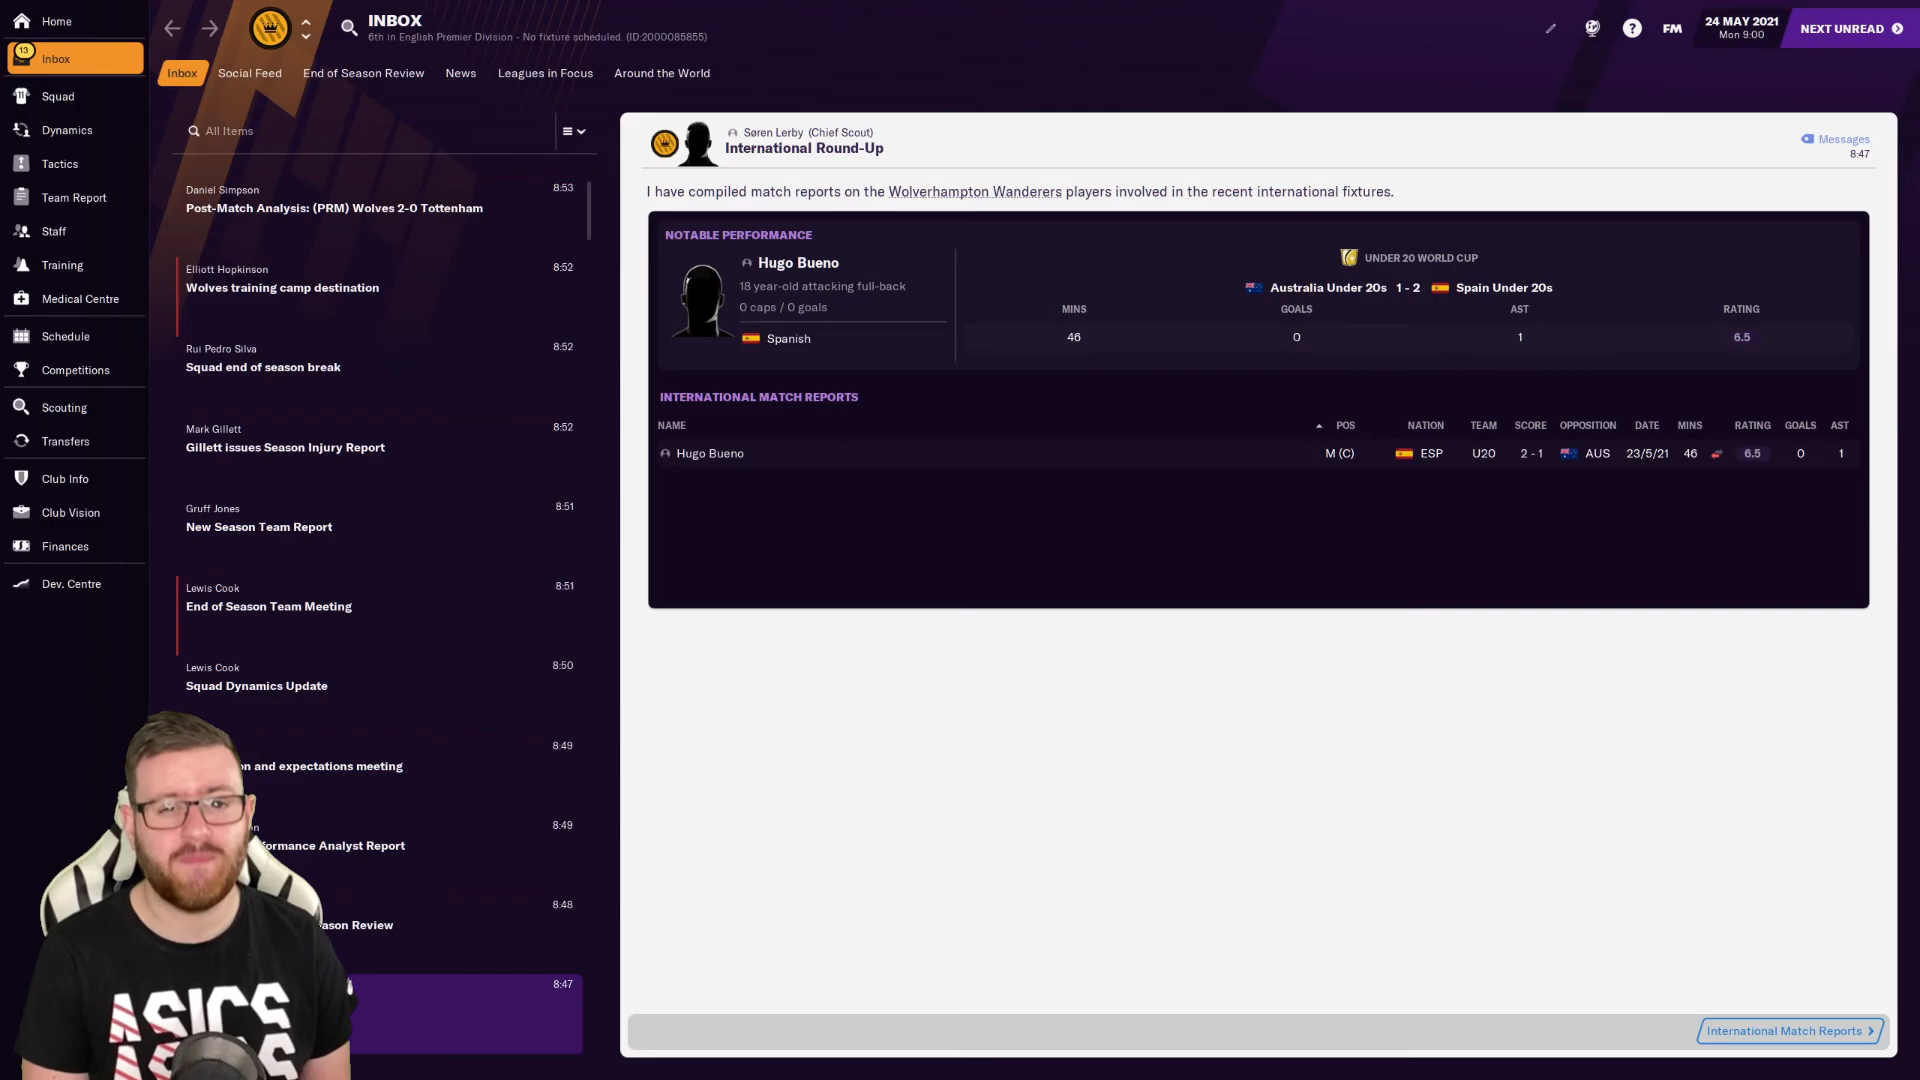 Home
13
Inbox
Squad
Dynamics
Tactics
Team Report
Staff
Training
Medical Centre
Schedule
Competitions
Scouting
Transfers
Club Info
Club Vision
Finances
Dev. Centre
INBOX
6th in English Premier Division - No fixture scheduled. (ID:2000085855)
FM
24 MAY 2021
Mon 9:00
NEXT UNREAD
Inbox Social Feed End of Season Review News Leagues in Focus Around the World
All Items
Daniel Simpson 8:53
Post-Match Analysis: (PRM) Wolves 2-0 Tottenham
Elliott Hopkinson 8:52
Wolves training camp destination
Rui Pedro Silva 8:52
Squad end of season break
Mark Gillett 8:52
Gillett issues Season Injury Report
Gruff Jones 8:51
New Season Team Report
Lewis Cook 8:51
End of Season Team Meeting
Lewis Cook 8:50
Squad Dynamics Update
8:49
and expectations meeting
8:49
Analyst Report
8:48
Review
8:47
Søren Lerby (Chief Scout)
International Round-Up
Messages
8:47
I have compiled match reports on the Wolverhampton Wanderers players involved in the recent international fixtures.
NOTABLE PERFORMANCE
Hugo Bueno
18 year-old attacking full-back
0 caps / 0 goals
Spanish
UNDER 20 WORLD CUP
Australia Under 20s 1 - 2 Spain Under 20s
MINS GOALS AST RATING
46 0 1 6.5
INTERNATIONAL MATCH REPORTS
NAME POS NATION TEAM SCORE OPPOSITION DATE MINS RATING GOALS AST
Hugo Bueno M (C) ESP U20 2 - 1 AUS 23/5/21 46 6.5 0 1
International Match Reports
ASICS